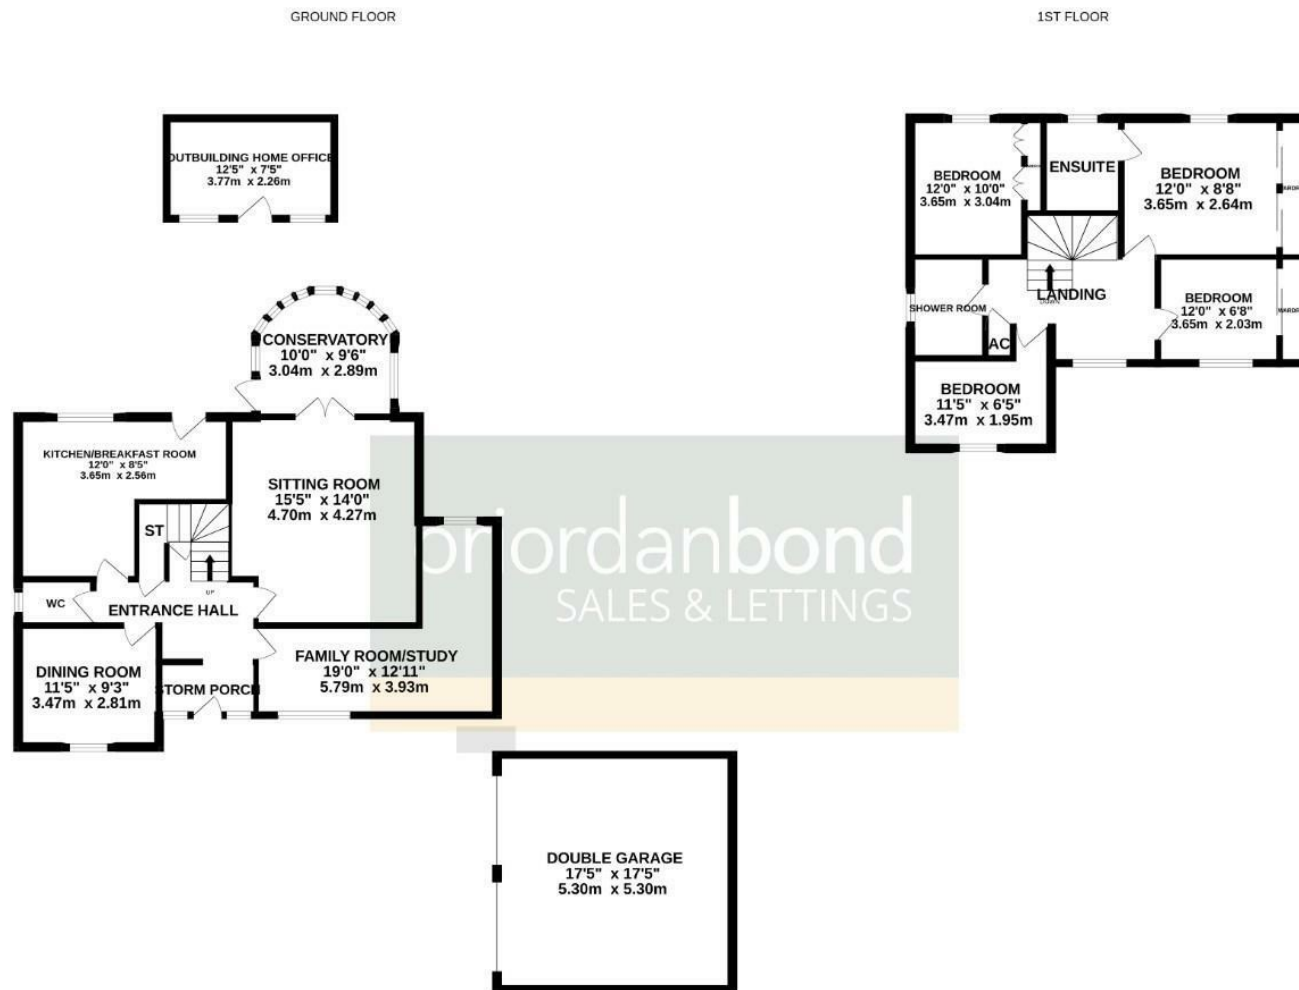 GROUND FLOOR
1ST FLOOR
OUTBUILDING HOME OFFICE
12'5" x 7'5"
3.77m x 2.26m
CONSERVATORY
10'0" x 9'6"
3.04m x 2.89m
KITCHEN/BREAKFAST ROOM
12'0" x 8'5"
3.65m x 2.56m
SITTING ROOM
15'5" x 14'0"
4.70m x 4.27m
ST
UP
WC
ENTRANCE HALL
DINING ROOM
11'5" x 9'3"
3.47m x 2.81m
STORM PORCH
FAMILY ROOM/STUDY
19'0" x 12'11"
5.79m x 3.93m
DOUBLE GARAGE
17'5" x 17'5"
5.30m x 5.30m
BEDROOM
12'0" x 10'0"
3.65m x 3.04m
ENSUITE
BEDROOM
12'0" x 8'8"
3.65m x 2.64m
SHOWER ROOM
LANDING
DOWN
BEDROOM
12'0" x 6'8"
3.65m x 2.03m
AC
BEDROOM
11'5" x 6'5"
3.47m x 1.95m
priordanbond
SALES & LETTINGS